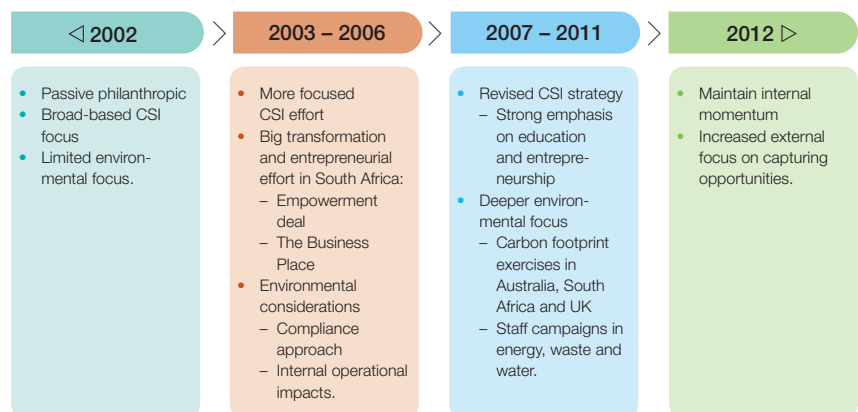 ◁ 2002
• Passive philanthropic
• Broad-based CSI
focus
• Limited environ-
mental focus.
2003 – 2006
• More focused
CSI effort
• Big transformation
and entrepreneurial
effort in South Africa:
– Empowerment
deal
– The Business
Place
• Environmental
considerations
– Compliance
approach
– Internal operational
impacts.
2007 – 2011
• Revised CSI strategy
– Strong emphasis
on education
and entrepre-
neurship
• Deeper environ-
mental focus
– Carbon footprint
exercises in
Australia, South
Africa and UK
– Staff campaigns in
energy, waste and
water.
2012 ▷
• Maintain internal
momentum
• Increased external
focus on capturing
opportunities.